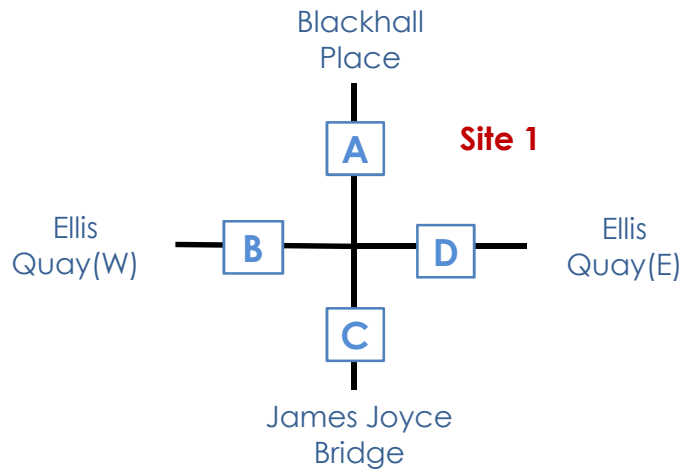 Blackhall
Place
A
Site 1
Ellis
Quay(W)
B
D
Ellis
Quay(E)
C
James Joyce
Bridge